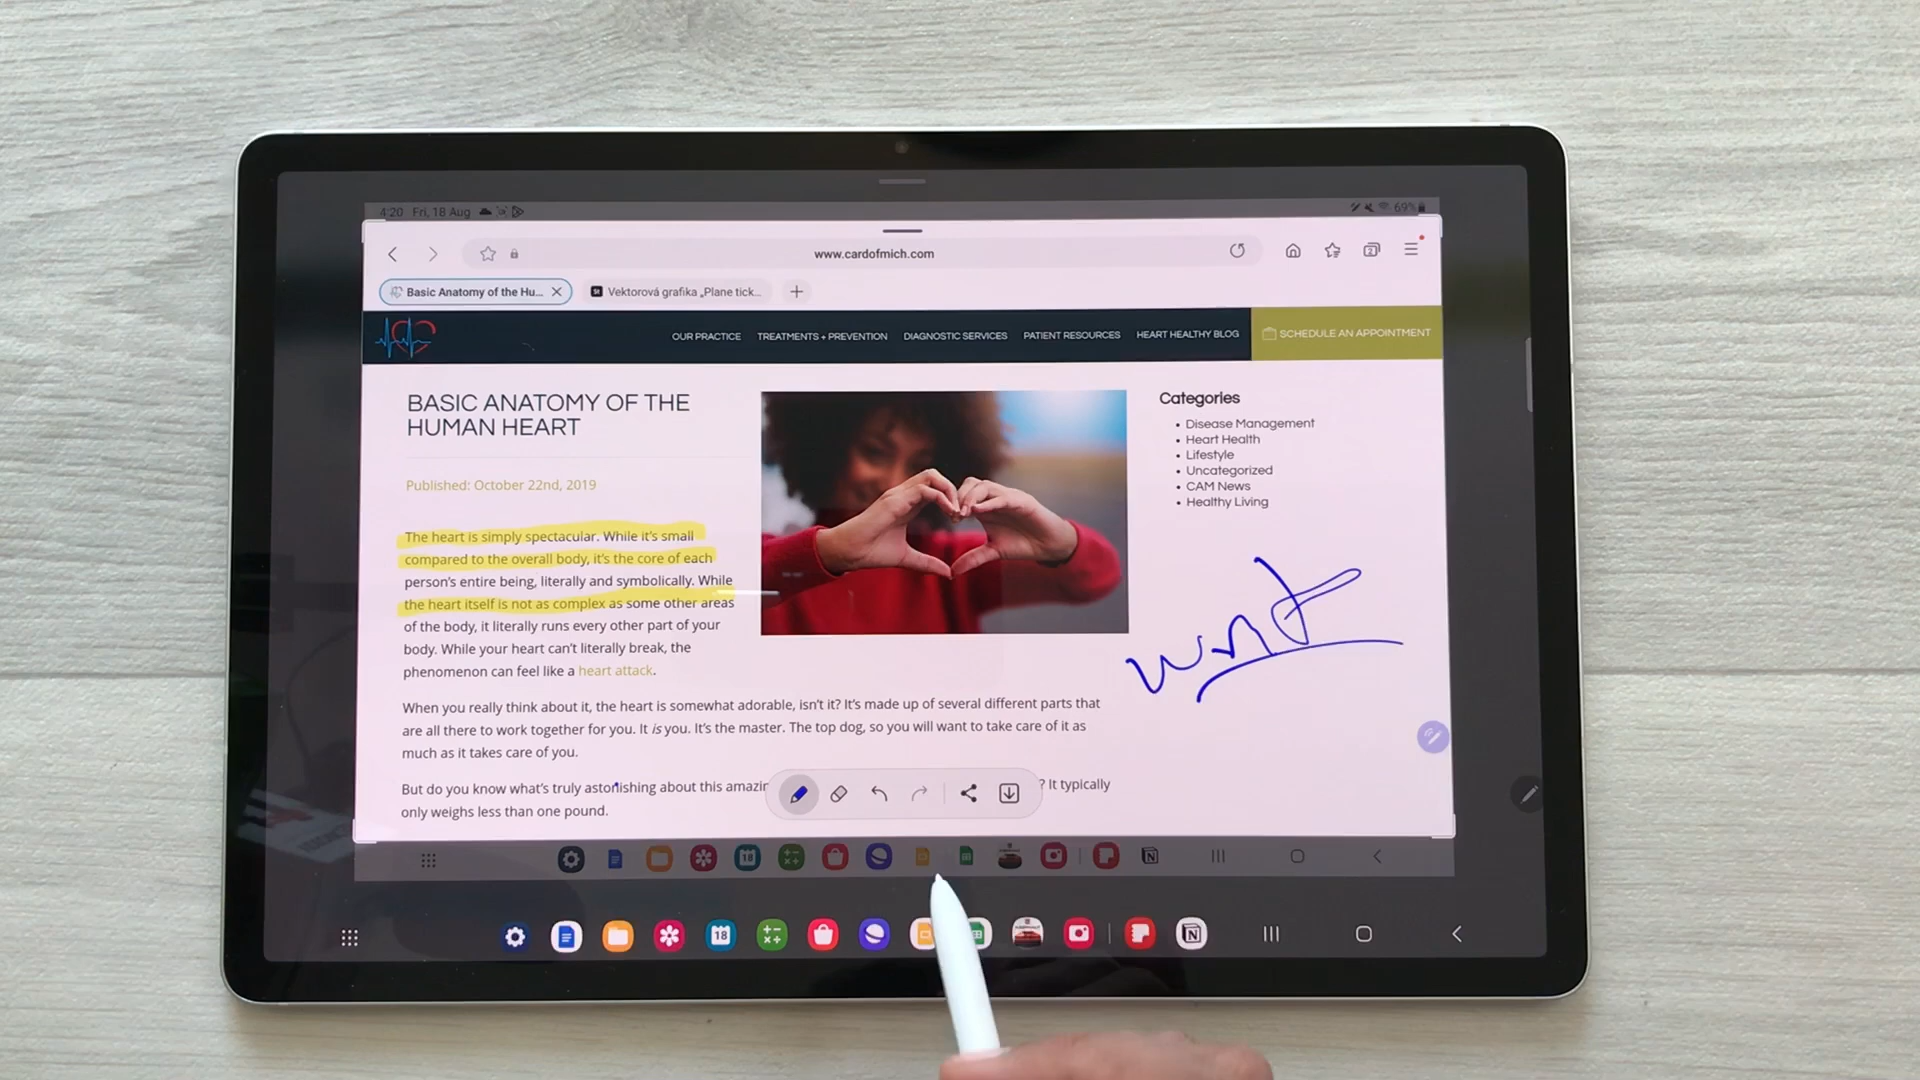 4:20 Fri, 18 Aug
69%
www.cardofmich.com
2
Basic Anatomy of the Hu...
St Vektorová grafika „Plane tick...
OUR PRACTICE
TREATMENTS + PREVENTION
DIAGNOSTIC SERVICES
PATIENT RESOURCES
HEART HEALTHY BLOG
SCHEDULE AN APPOINTMENT
BASIC ANATOMY OF THE
HUMAN HEART
Published: October 22nd, 2019
The heart is simply spectacular. While it's small
compared to the overall body, it's the core of each
person's entire being, literally and symbolically. While
the heart itself is not as complex as some other areas
of the body, it literally runs every other part of your
body. While your heart can't literally break, the
phenomenon can feel like a heart attack.
When you really think about it, the heart is somewhat adorable, isn't it? It's made up of several different parts that
are all there to work together for you. It is you. It's the master. The top dog, so you will want to take care of it as
much as it takes care of you.
But do you know what's truly astonishing about this amazin ? It typically
only weighs less than one pound.
Categories
Disease Management
Heart Health
Lifestyle
Uncategorized
CAM News
Healthy Living
18
18